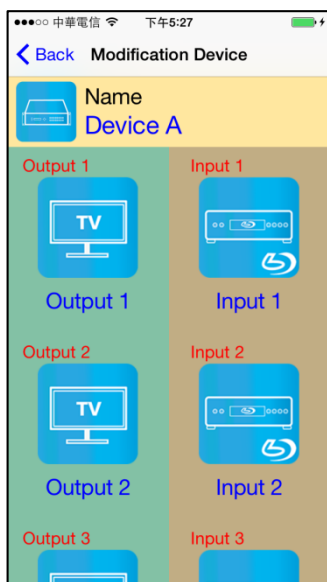 中華電信 下午5:27
Back Modification Device
Name
Device A
Output 1 Input 1
TV
Output 1 Input 1
Output 2 Input 2
TV
Output 2 Input 2
Output 3 Input 3